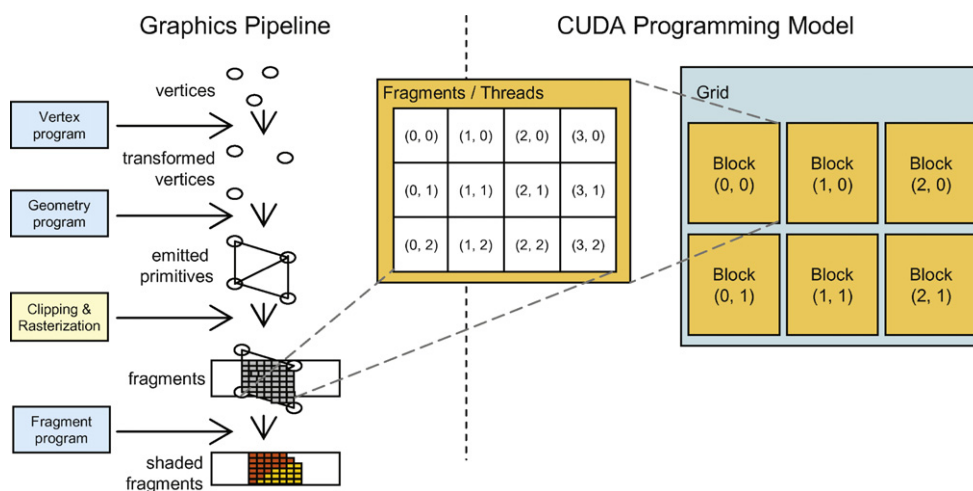 Graphics Pipeline
CUDA Programming Model
vertices
Vertex
program
transformed
vertices
Geometry
program
emitted
primitives
Clipping &
Rasterization
fragments
Fragment
program
shaded
fragments
Fragments / Threads
(0, 0) (1, 0) (2, 0) (3, 0)
(0, 1) (1, 1) (2, 1) (3, 1)
(0, 2) (1, 2) (2, 2) (3, 2)
Grid
Block
(0, 0)
Block
(1, 0)
Block
(2, 0)
Block
(0, 1)
Block
(1, 1)
Block
(2, 1)